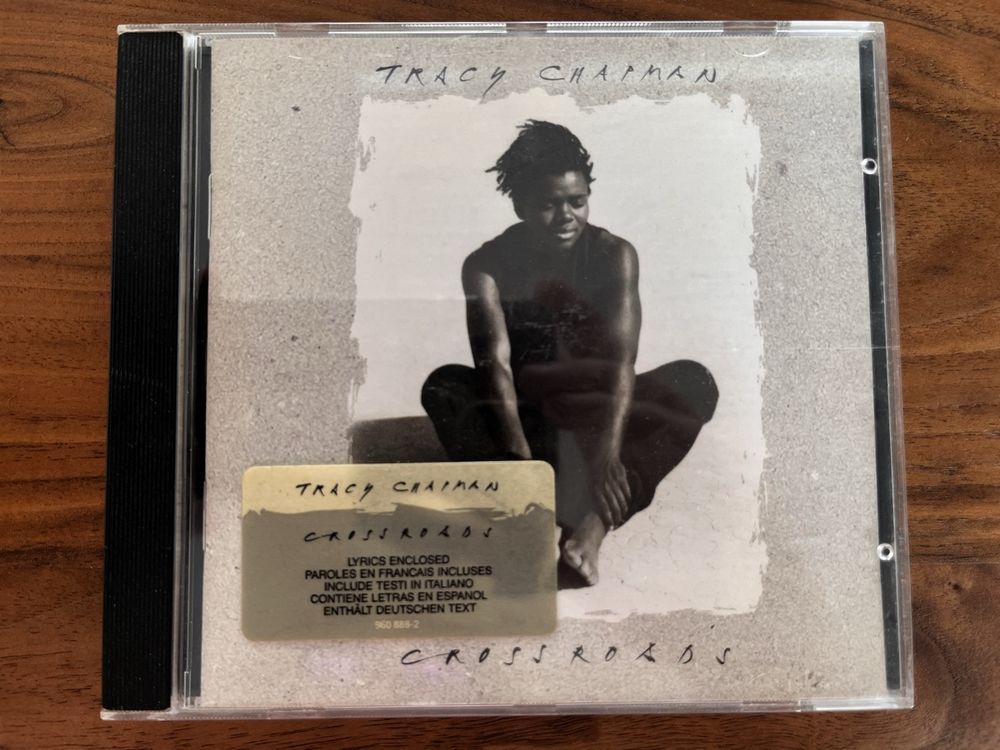 TRACY CHAPMAN
TRACY CHAPMAN
CROSSROADS
LYRICS ENCLOSED
PAROLES EN FRANCAIS INCLUSES
INCLUDE TESTI IN ITALIANO
CONTIENE LETRAS EN ESPANOL
ENTHÄLT DEUTSCHEN TEXT
960 888-2
CROSSROADS